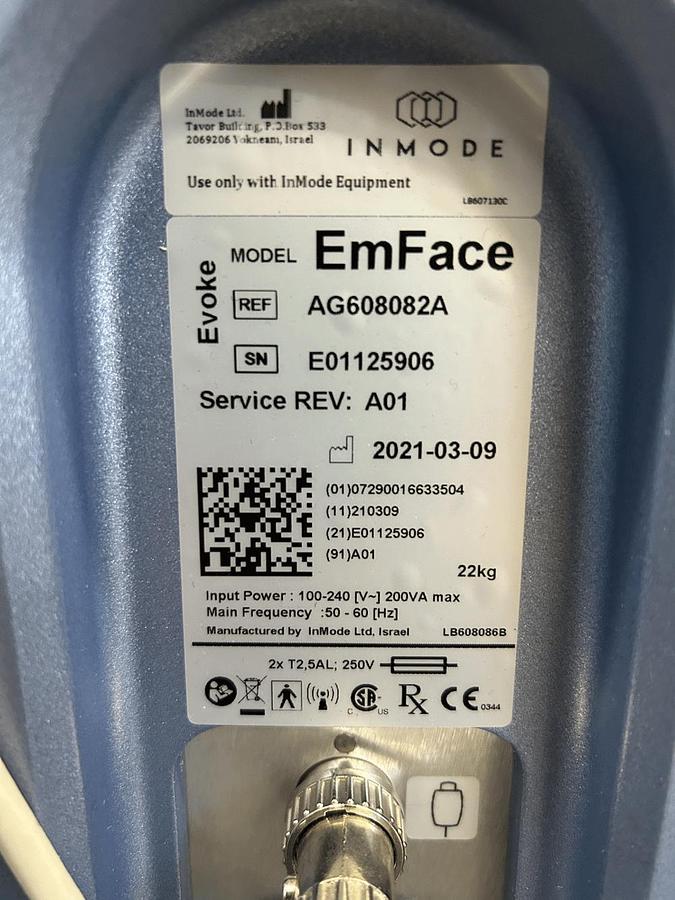 InMode Ltd.
Tavor Building, P.O.Box 533
2069206 Yokneam, Israel
INMODE
Use only with InMode Equipment
LB607130C
Evoke
MODEL EmFace
REF AG608082A
SN E01125906
Service REV: A01
2021-03-09
(01)07290016633504
(11)210309
(21)E01125906
(91)A01
22kg
Input Power : 100-240 [V~] 200VA max
Main Frequency :50 - 60 [Hz]
Manufactured by InMode Ltd, Israel LB608086B
2x T2,5AL; 250V
C SA US Rx CE 0344